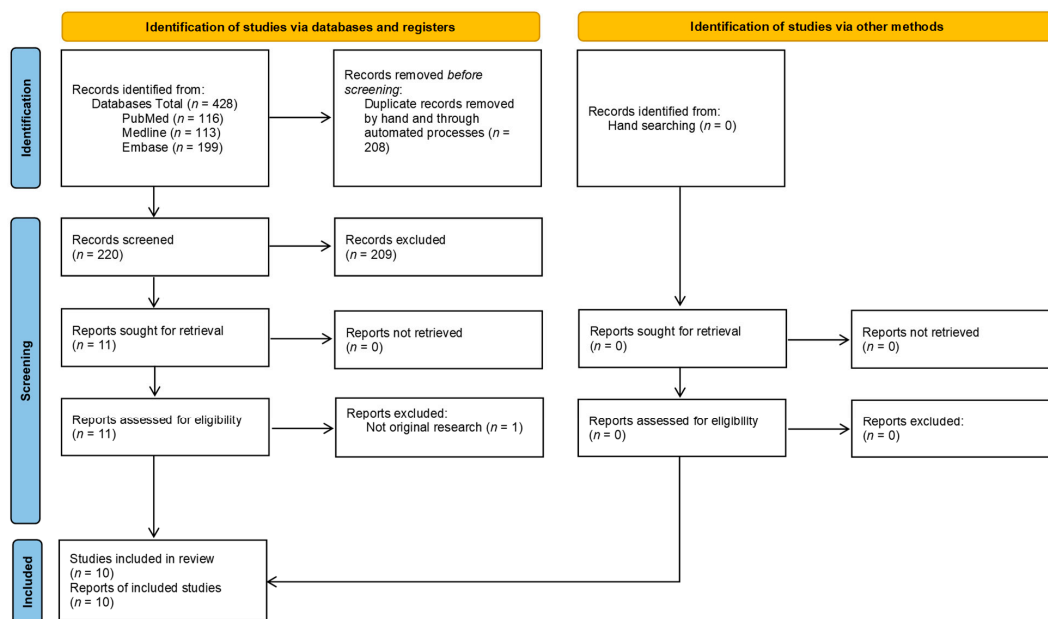 Identification of studies via databases and registers
Identification of studies via other methods
Identification
Records identified from:
Databases Total (n = 428)
PubMed (n = 116)
Medline (n = 113)
Embase (n = 199)
Records removed before
screening:
Duplicate records removed
by hand and through
automated processes (n =
208)
Records identified from:
Hand searching (n = 0)
Screening
Records screened
(n = 220)
Records excluded
(n = 209)
Reports sought for retrieval
(n = 11)
Reports not retrieved
(n = 0)
Reports sought for retrieval
(n = 0)
Reports not retrieved
(n = 0)
Reports assessed for eligibility
(n = 11)
Reports excluded:
Not original research (n = 1)
Reports assessed for eligibility
(n = 0)
Reports excluded:
(n = 0)
Included
Studies included in review
(n = 10)
Reports of included studies
(n = 10)